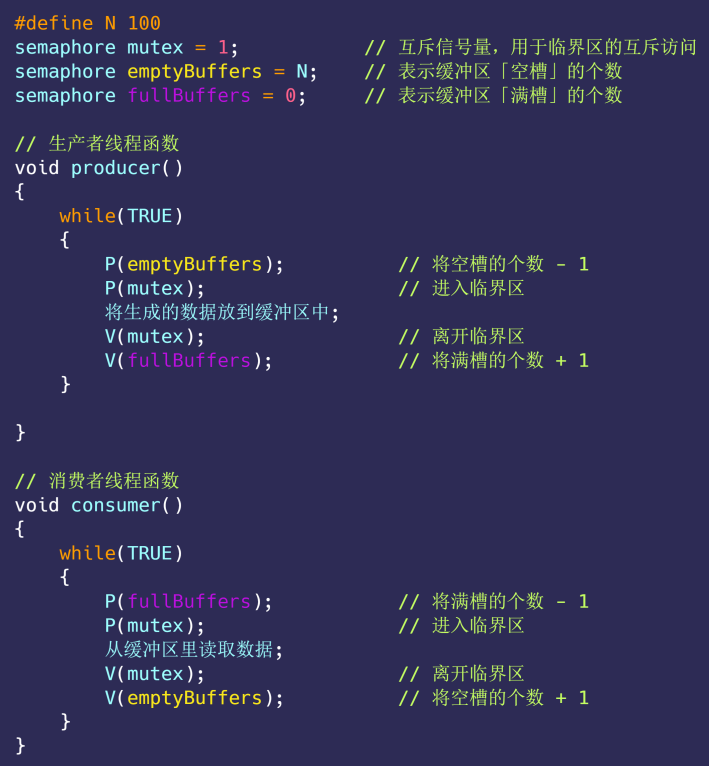 #define N 100
semaphore mutex = 1;           // 互斥信号量，用于临界区的互斥访问
semaphore emptyBuffers = N;    // 表示缓冲区「空槽」的个数
semaphore fullBuffers = 0;     // 表示缓冲区「满槽」的个数

// 生产者线程函数
void producer()
{
    while(TRUE)
    {
        P(emptyBuffers);          // 将空槽的个数 - 1
        P(mutex);                 // 进入临界区
        将生成的数据放到缓冲区中;
        V(mutex);                 // 离开临界区
        V(fullBuffers);           // 将满槽的个数 + 1
    }

}

// 消费者线程函数
void consumer()
{
    while(TRUE)
    {
        P(fullBuffers);           // 将满槽的个数 - 1
        P(mutex);                 // 进入临界区
        从缓冲区里读取数据;
        V(mutex);                 // 离开临界区
        V(emptyBuffers);          // 将空槽的个数 + 1
    }
}